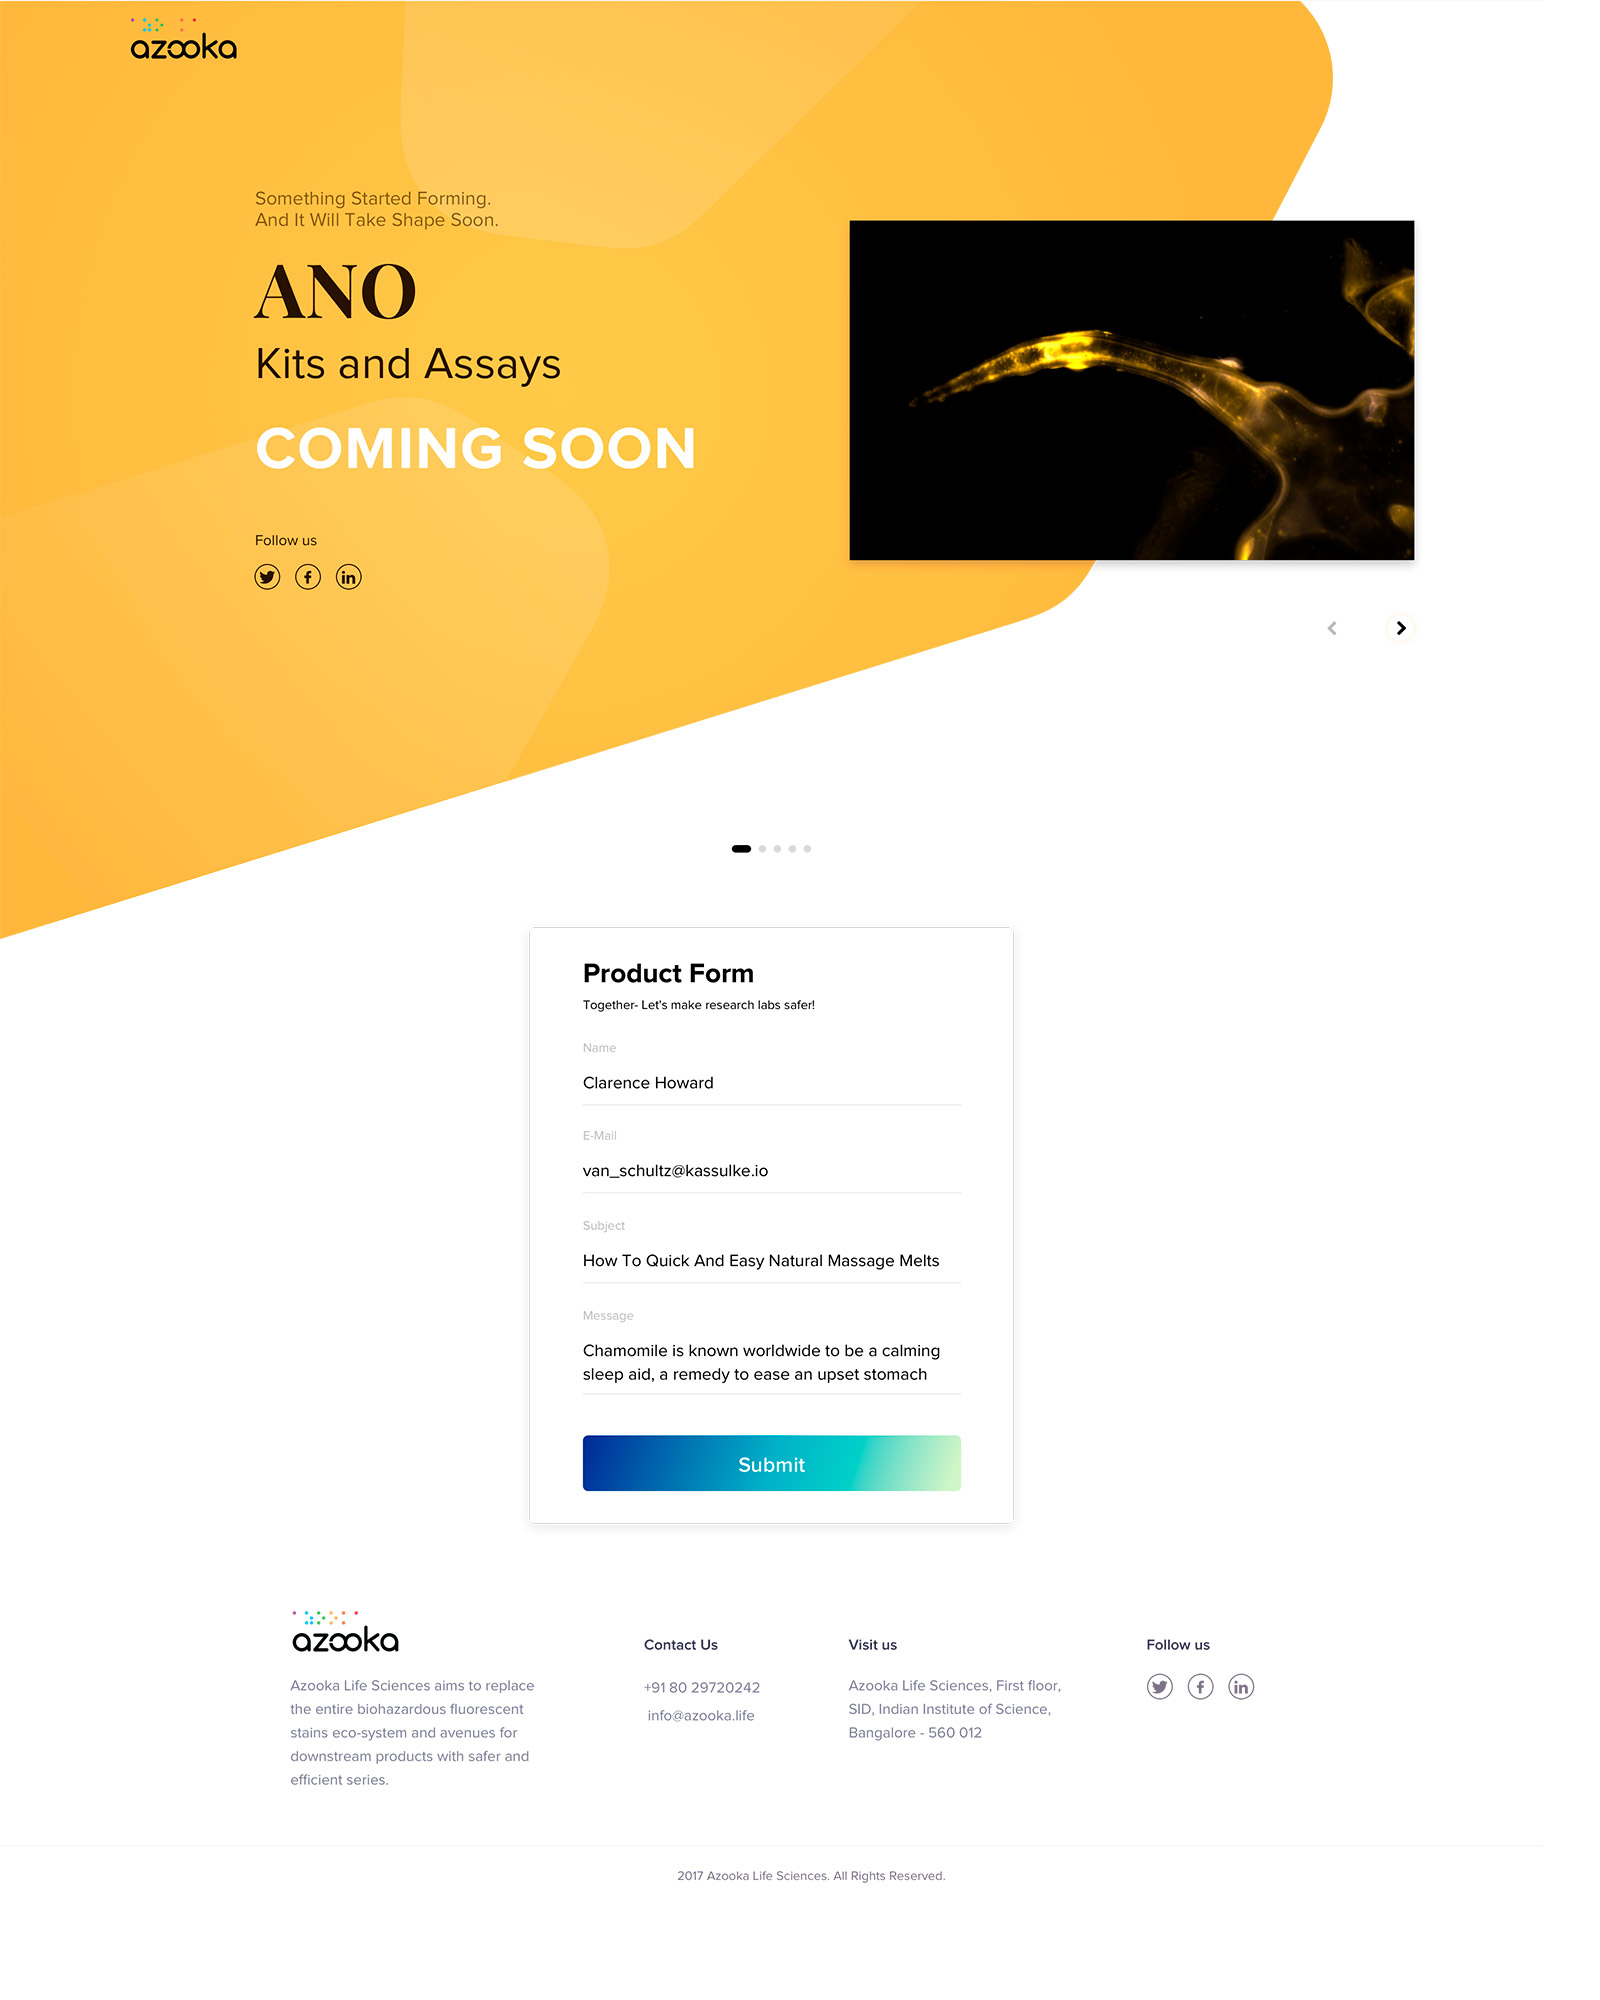 azooka
Something Started Forming.
And It Will Take Shape Soon.
ANO
Kits and Assays
COMING SOON
Follow us
Product Form
Together- Let's make research labs safer!
Name
Clarence Howard
E-Mail
van_schultz@kassulke.io
Subject
How To Quick And Easy Natural Massage Melts
Message
Chamomile is known worldwide to be a calming
sleep aid, a remedy to ease an upset stomach
Submit
azooka
Azooka Life Sciences aims to replace
the entire biohazardous fluorescent
stains eco-system and avenues for
downstream products with safer and
efficient series.
Contact Us
+91 80 29720242
info@azooka.life
Visit us
Azooka Life Sciences, First floor,
SID, Indian Institute of Science,
Bangalore - 560 012
Follow us
2017 Azooka Life Sciences. All Rights Reserved.